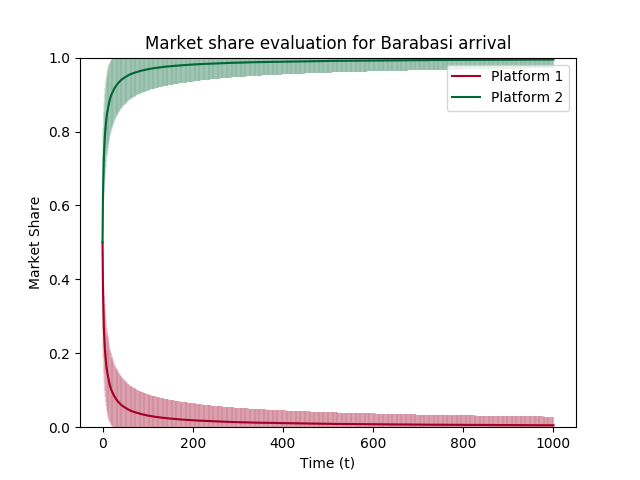 Market share evaluation for Barabasi arrival
Platform 1
Platform 2
Market Share
1.0
0.8
0.6
0.4
0.2
0.0
0
200
400
600
800
1000
Time (t)